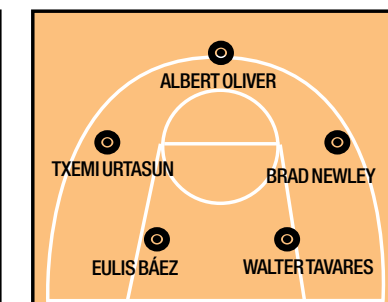 ALBERT OLIVER
TXEMI URTASUN
BRAD NEWLEY
EULIS BÁEZ
WALTER TAVARES